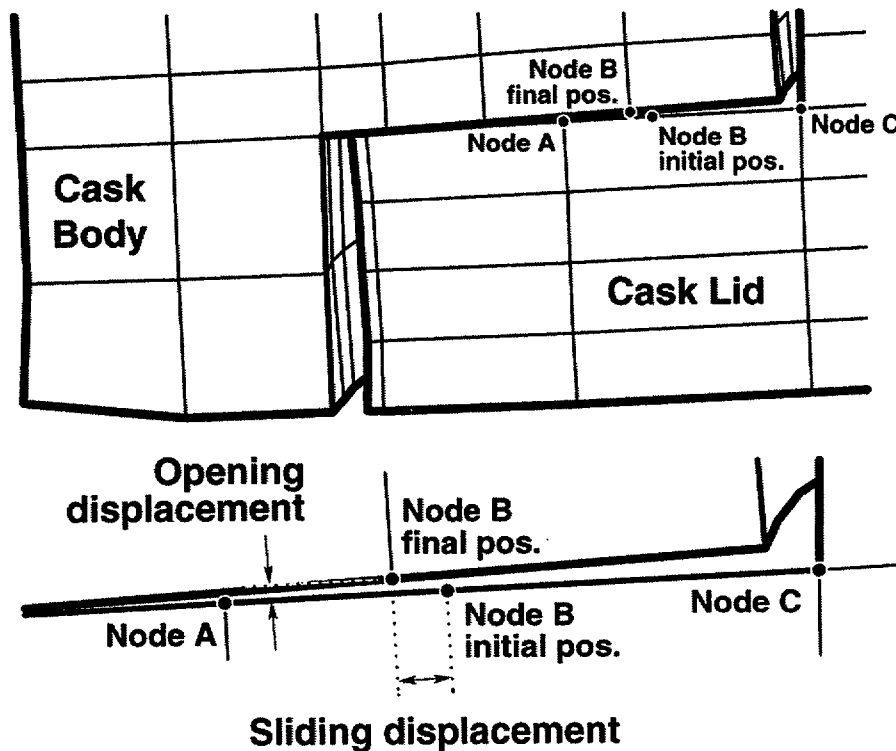 Node B
final pos.
Node A
Node B
initial pos.
Node C
Cask
Body
Cask Lid
Opening
displacement
Node B
final pos.
Node A
Node B
initial pos.
Node C
Sliding displacement